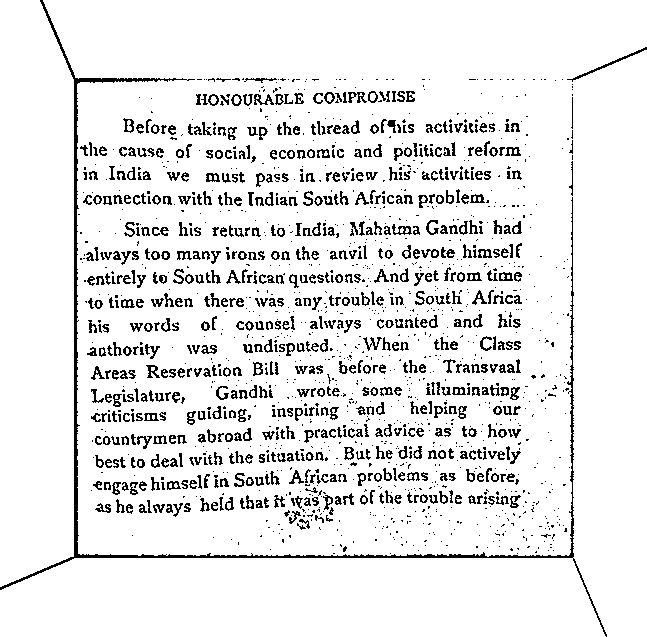 HONOURABLE COMPROMISE
Before taking up the thread of his activities in
the cause of social, economic and political reform
in India we must pass in review his activities in
connection with the Indian South African problem.
Since his return to India, Mahatma Gandhi had
always too many irons on the anvil to devote himself
entirely to South African questions. And yet from time
to time when there was any trouble in South Africa
his words of counsel always counted and his
authority was undisputed. When the Class
Areas Reservation Bill was before the Transvaal
Legislature, Gandhi wrote some illuminating
criticisms guiding, inspiring and helping our
countrymen abroad with practical advice as to how
best to deal with the situation. But he did not actively
engage himself in South African problems as before,
as he always held that it was part of the trouble arising